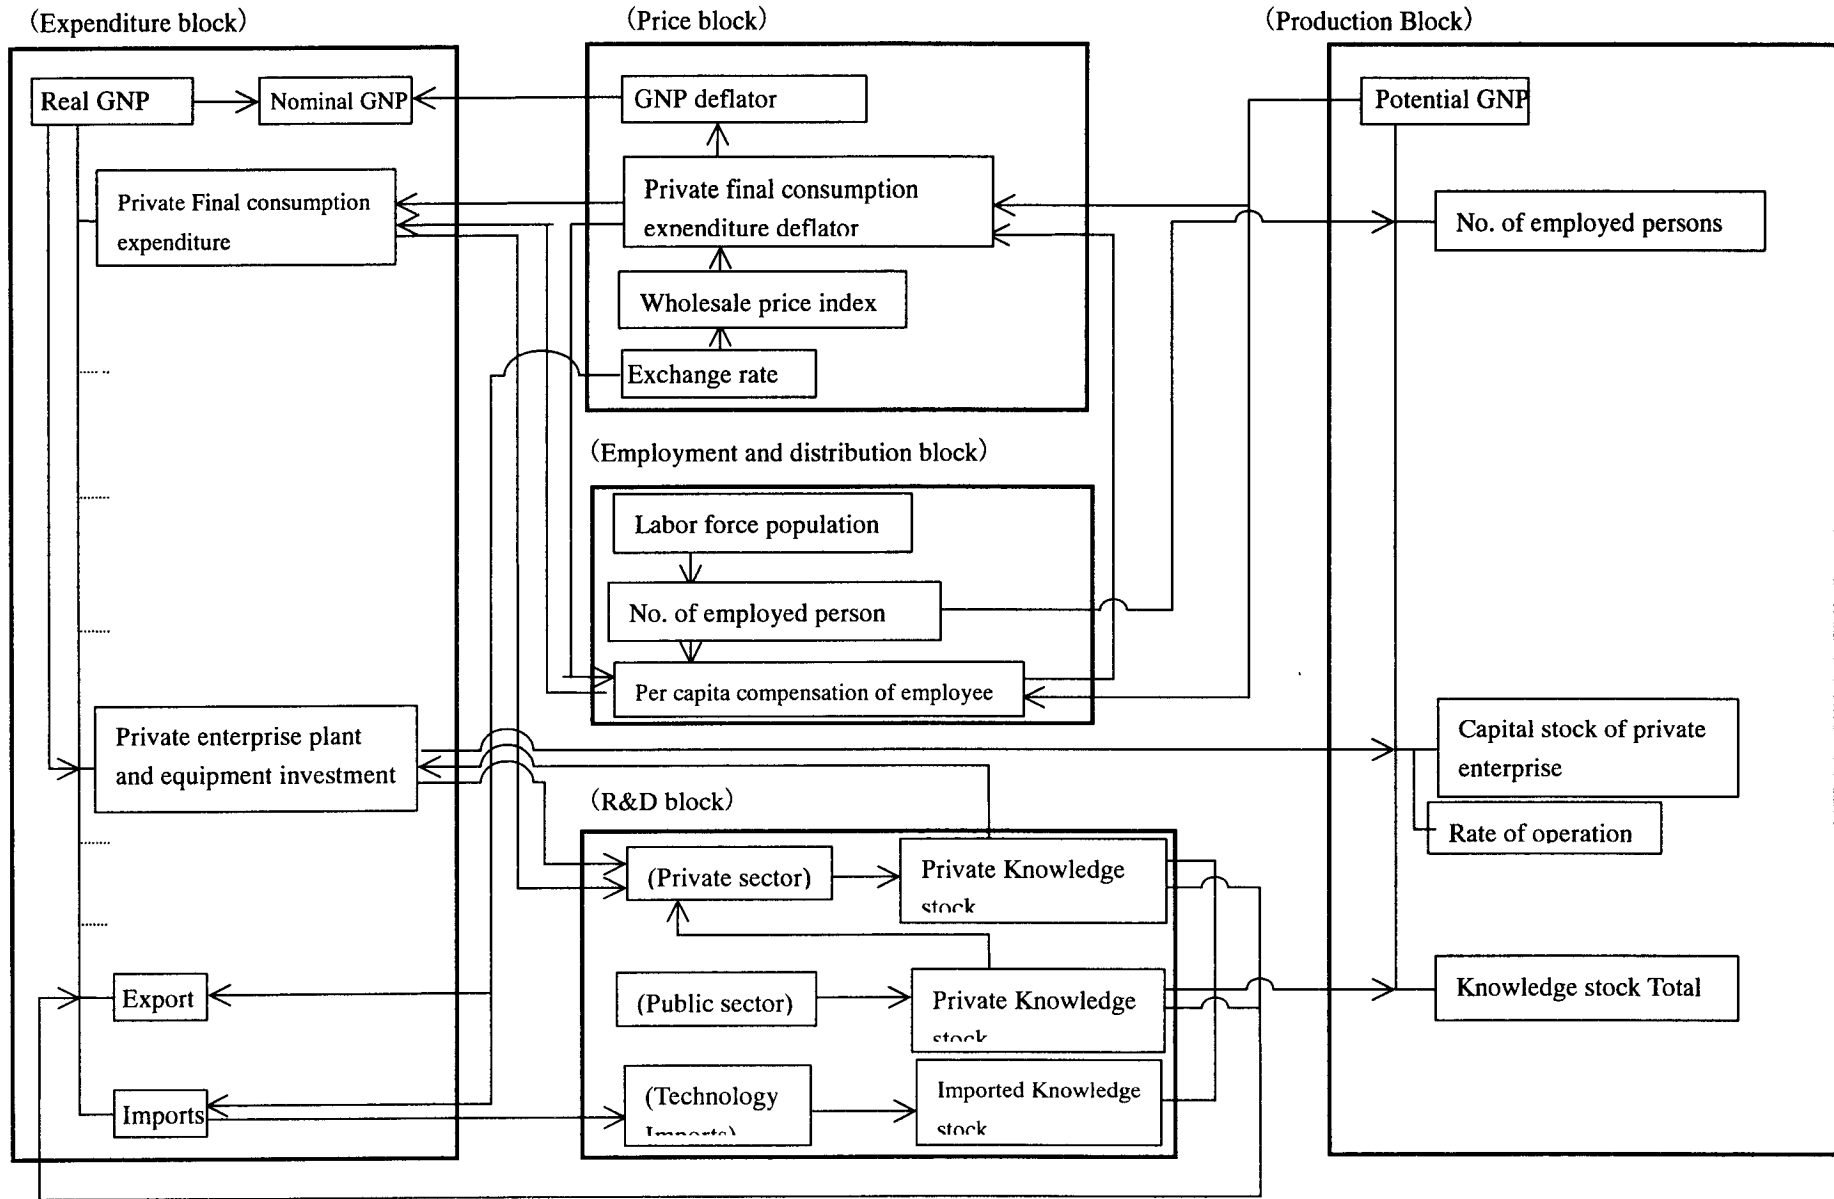 (Expenditure block)
(Price block)
(Production Block)
Real GNP
Nominal GNP
GNP deflator
Potential GNP
Private Final consumption
expenditure
Private final consumption
expenditure deflator
No. of employed persons
Wholesale price index
Exchange rate
(Employment and distribution block)
Labor force population
No. of employed person
Per capita compensation of employee
Private enterprise plant
and equipment investment
Capital stock of private
enterprise
Rate of operation
(R&D block)
(Private sector)
Private Knowledge
stock
Export
(Public sector)
Private Knowledge
stock
Knowledge stock Total
Imports
(Technology
Imports)
Imported Knowledge
stock